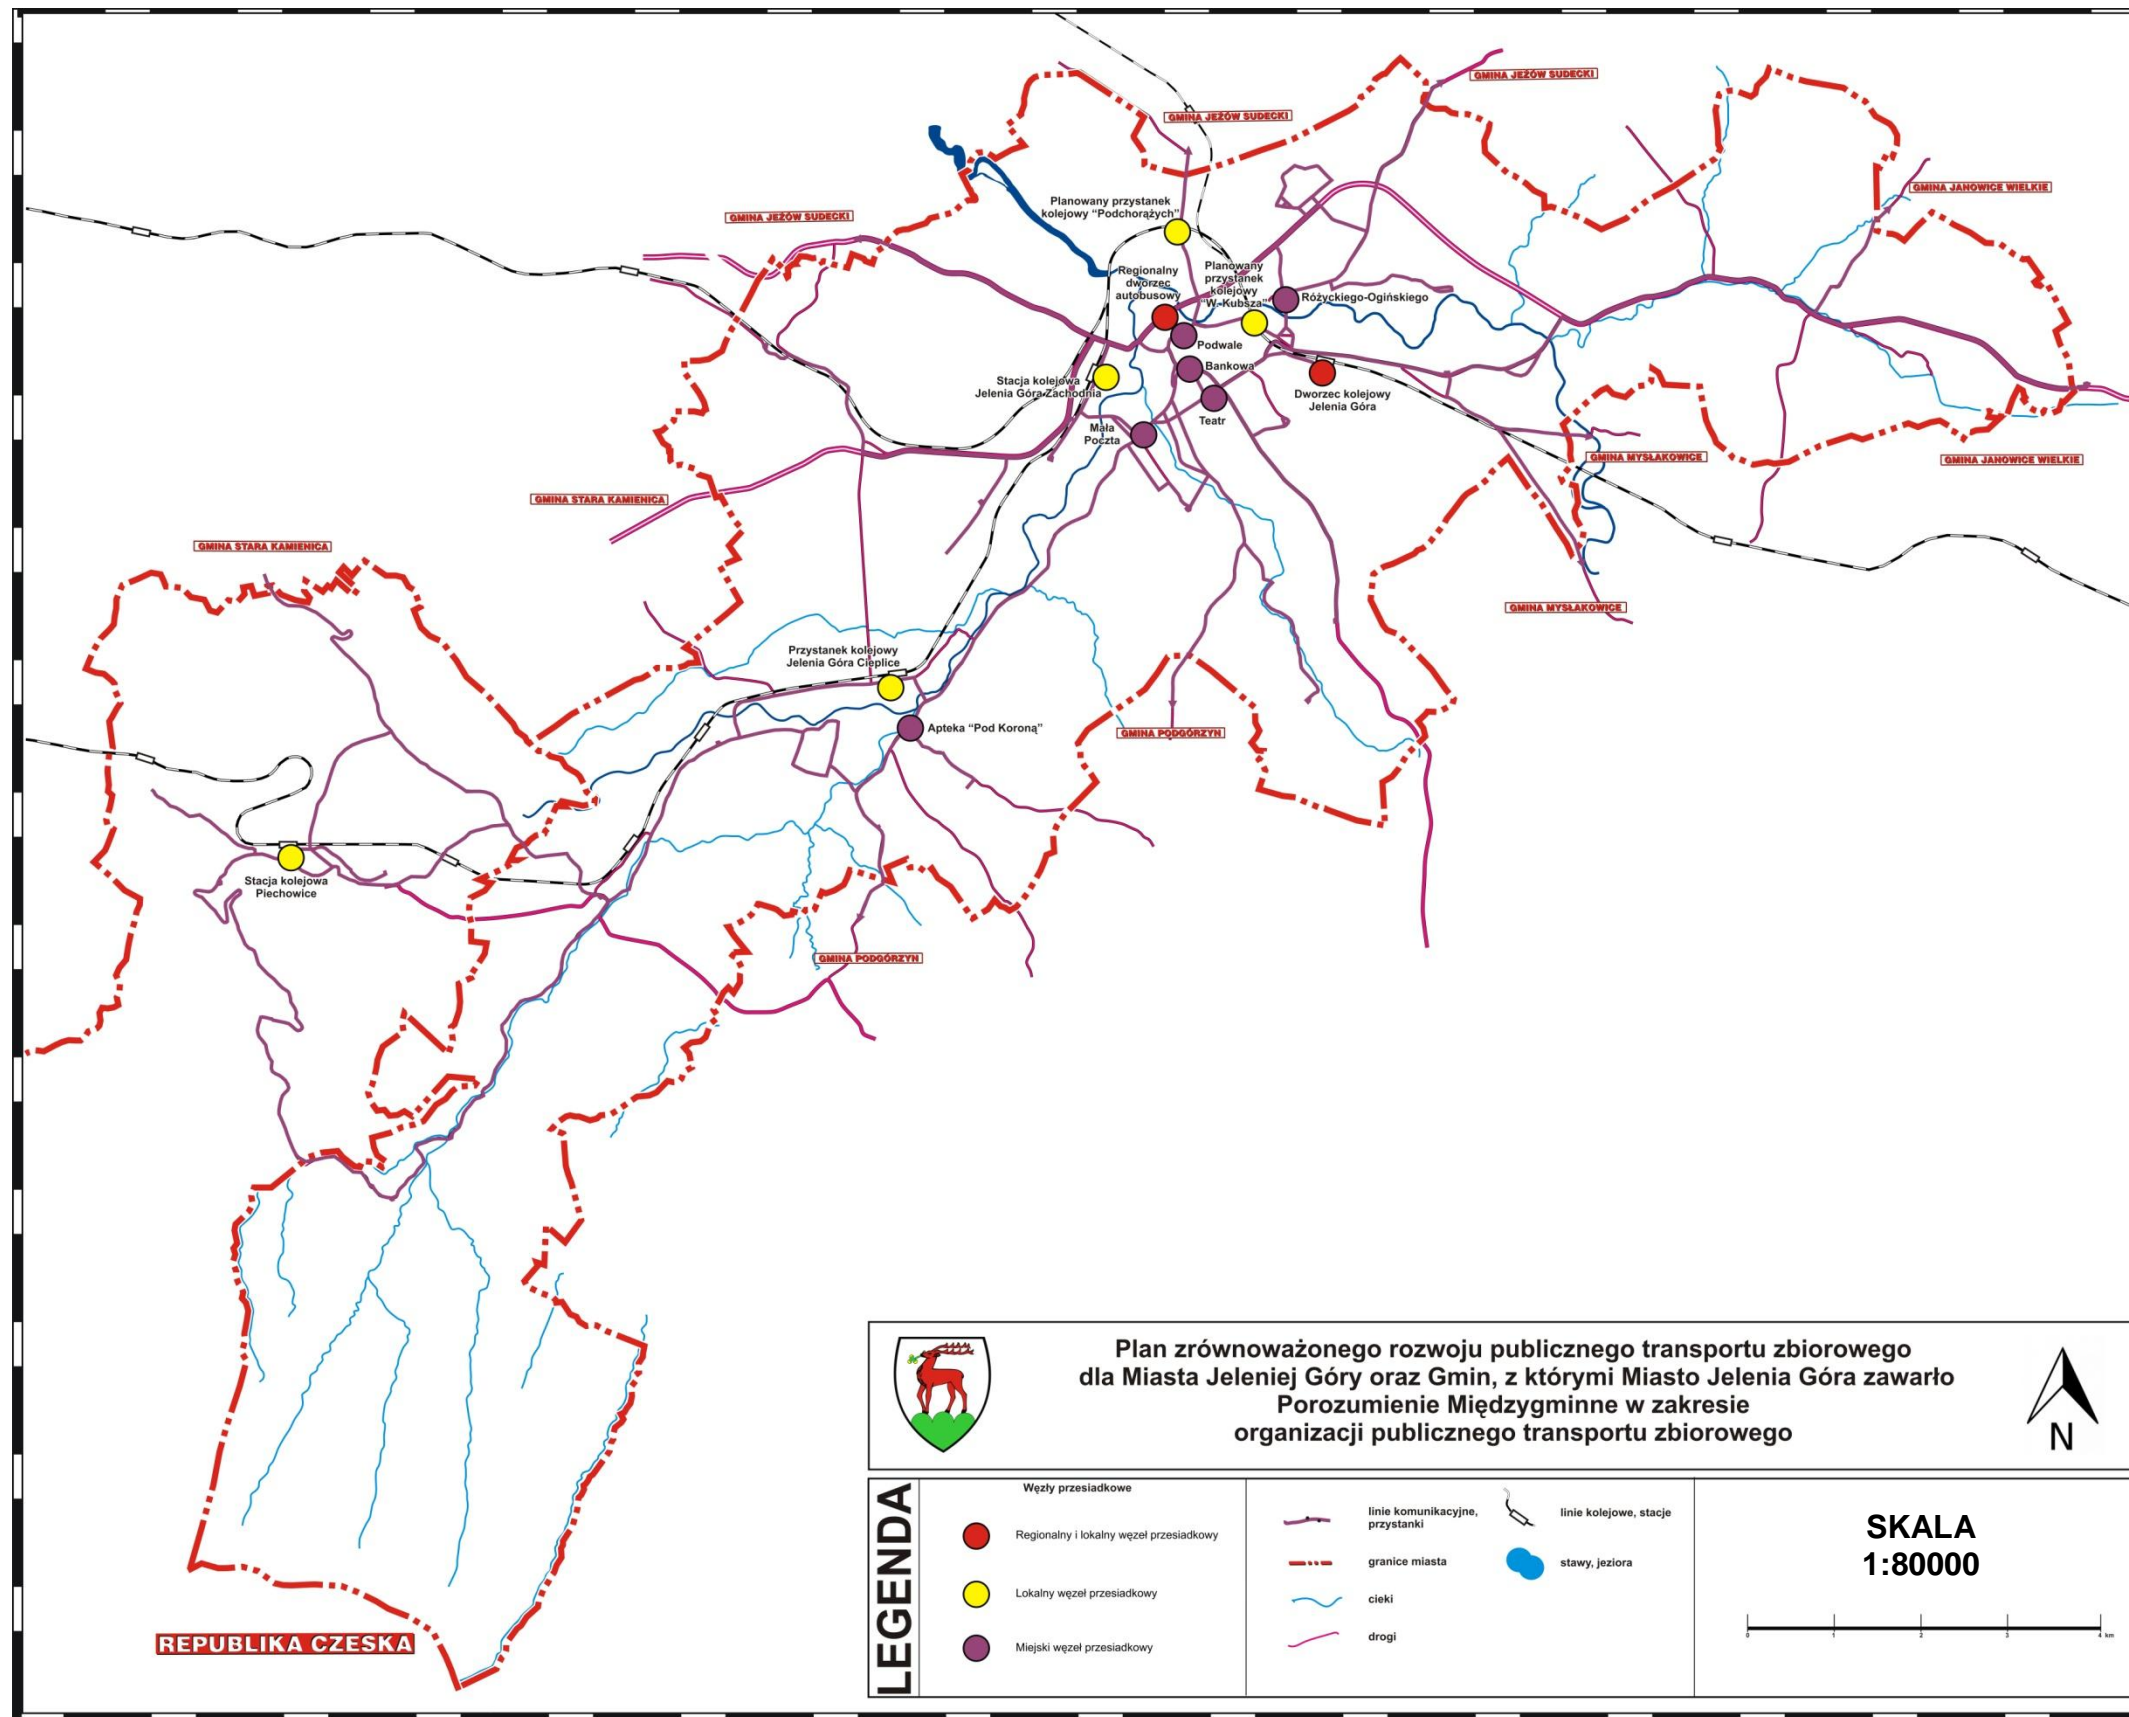 GMINA JEŻÓW SUDECKI
GMINA JEŻÓW SUDECKI
GMINA JANOWICE WIELKIE
GMINA JEŻÓW SUDECKI
Planowany przystanek
kolejowy "Podchorążych"
Regionalny
dworzec
autobusowy
Planowany
przystanek
kolejowy
"W. Kubsza"
Różyckiego-Ogińskiego
Podwale
Bankowa
Stacja kolejowa
Jelenia Góra Zachodnia
Dworzec kolejowy
Jelenia Góra
Teatr
Mała
Poczta
GMINA MYSŁAKOWICE
GMINA JANOWICE WIELKIE
GMINA STARA KAMIENICA
GMINA STARA KAMIENICA
GMINA MYSŁAKOWICE
Przystanek kolejowy
Jelenia Góra Cieplice
Apteka "Pod Koroną"
GMINA PODGÓRZYN
Stacja kolejowa
Piechowice
GMINA PODGÓRZYN
REPUBLIKA CZESKA
Plan zrównoważonego rozwoju publicznego transportu zbiorowego
dla Miasta Jeleniej Góry oraz Gmin, z którymi Miasto Jelenia Góra zawarło
Porozumienie Międzygminne w zakresie
organizacji publicznego transportu zbiorowego
N
LEGENDA
Węzły przesiadkowe
Regionalny i lokalny węzeł przesiadkowy
Lokalny węzeł przesiadkowy
Miejski węzeł przesiadkowy
linie komunikacyjne,
przystanki
granice miasta
cieki
drogi
linie kolejowe, stacje
stawy, jeziora
SKALA
1:80000
0 1 2 3 4 km